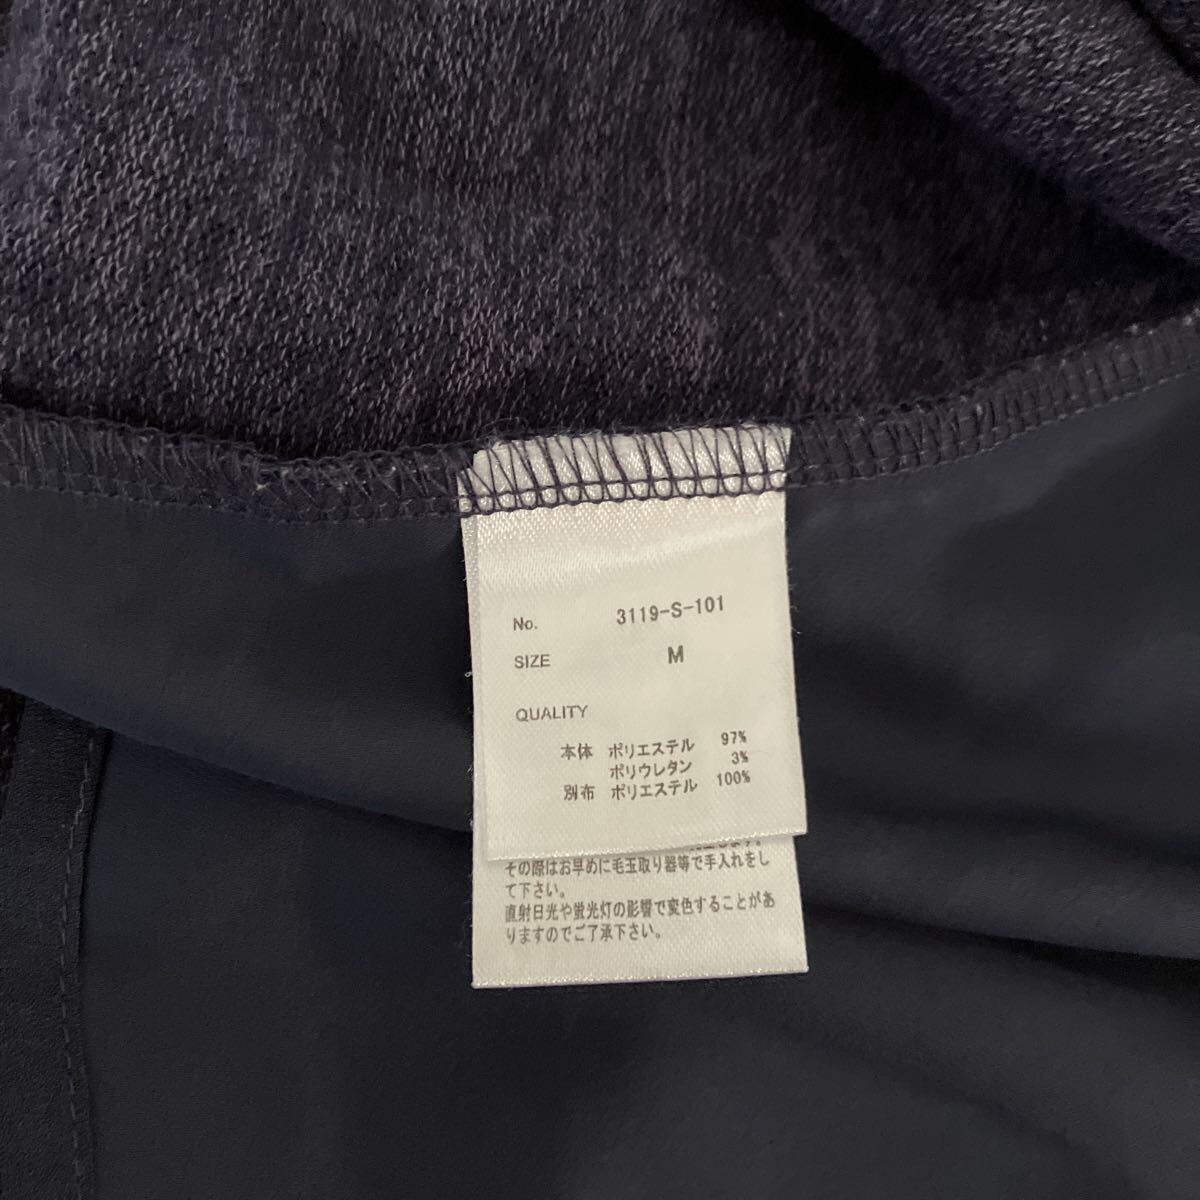 No. 3119-S-101
SIZE M
QUALITY
本体 ポリエステル 97%
ポリウレタン 3%
別布 ポリエステル 100%
その際はお早めに毛玉取り器等で手入れをし
て下さい。
直射日光や蛍光灯の影響で変色することがあ
りますのでご了承下さい。